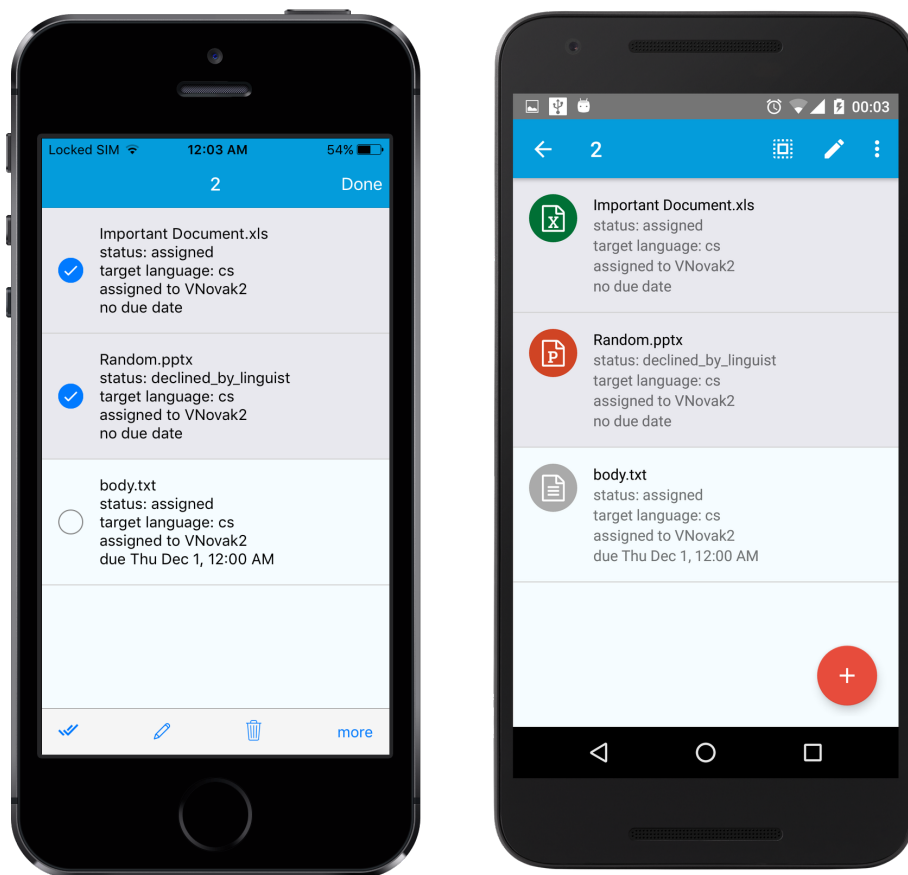 Locked SIM 12:03 AM 54%
2 Done
Important Document.xls
status: assigned
target language: cs
assigned to VNovak2
no due date
Random.pptx
status: declined_by_linguist
target language: cs
assigned to VNovak2
no due date
body.txt
status: assigned
target language: cs
assigned to VNovak2
due Thu Dec 1, 12:00 AM
more
00:03
2
X
Important Document.xls
status: assigned
target language: cs
assigned to VNovak2
no due date
P
Random.pptx
status: declined_by_linguist
target language: cs
assigned to VNovak2
no due date
body.txt
status: assigned
target language: cs
assigned to VNovak2
due Thu Dec 1, 12:00 AM